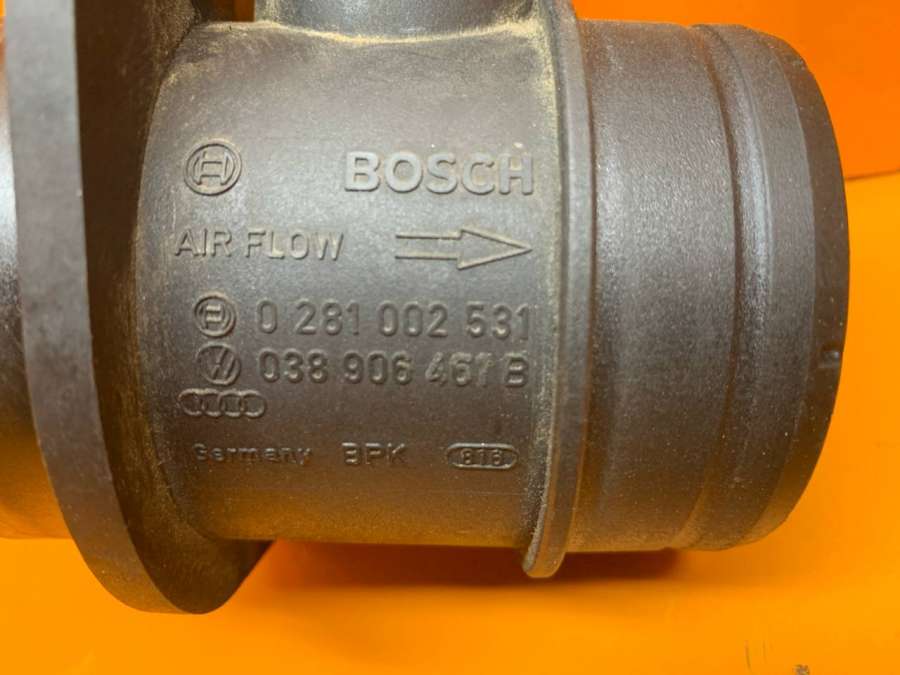 BOSCH
AIR FLOW
0 281 002 531
038 906 461 B
Germany BPK 816